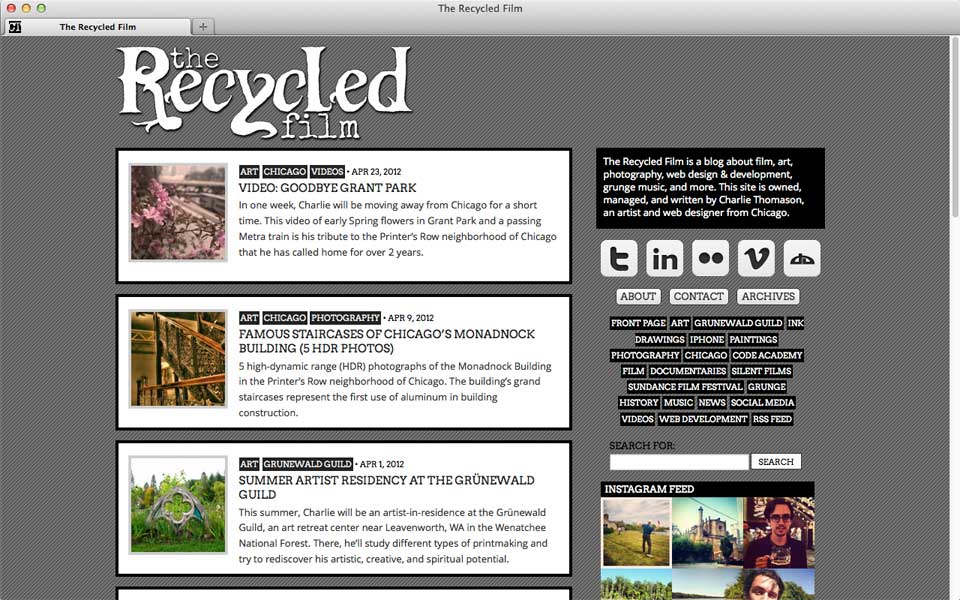 The Recycled Film
The Recycled Film
the
Recycled
film
ART CHICAGO VIDEOS • APR 23, 2012
VIDEO: GOODBYE GRANT PARK
In one week, Charlie will be moving away from Chicago for a short
time. This video of early Spring flowers in Grant Park and a passing
Metra train is his tribute to the Printer's Row neighborhood of Chicago
that he has called home for over 2 years.
ART CHICAGO PHOTOGRAPHY • APR 9, 2012
FAMOUS STAIRCASES OF CHICAGO'S MONADNOCK
BUILDING (5 HDR PHOTOS)
5 high-dynamic range (HDR) photographs of the Monadnock Building
in the Printer's Row neighborhood of Chicago. The building's grand
staircases represent the first use of aluminum in building
construction.
ART GRUNEWALD GUILD • APR 1, 2012
SUMMER ARTIST RESIDENCY AT THE GRÜNEWALD
GUILD
This summer, Charlie will be an artist-in-residence at the Grünewald
Guild, an art retreat center near Leavenworth, WA in the Wenatchee
National Forest. There, he'll study different types of printmaking and
try to rediscover his artistic, creative, and spiritual potential.
The Recycled Film is a blog about film, art,
photography, web design & development,
grunge music, and more. This site is owned,
managed, and written by Charlie Thomason,
an artist and web designer from Chicago.
ABOUT CONTACT ARCHIVES
FRONT PAGE ART GRUNEWALD GUILD INK
DRAWINGS IPHONE PAINTINGS
PHOTOGRAPHY CHICAGO CODE ACADEMY
FILM DOCUMENTARIES SILENT FILMS
SUNDANCE FILM FESTIVAL GRUNGE
HISTORY MUSIC NEWS SOCIAL MEDIA
VIDEOS WEB DEVELOPMENT RSS FEED
SEARCH FOR:
SEARCH
INSTAGRAM FEED